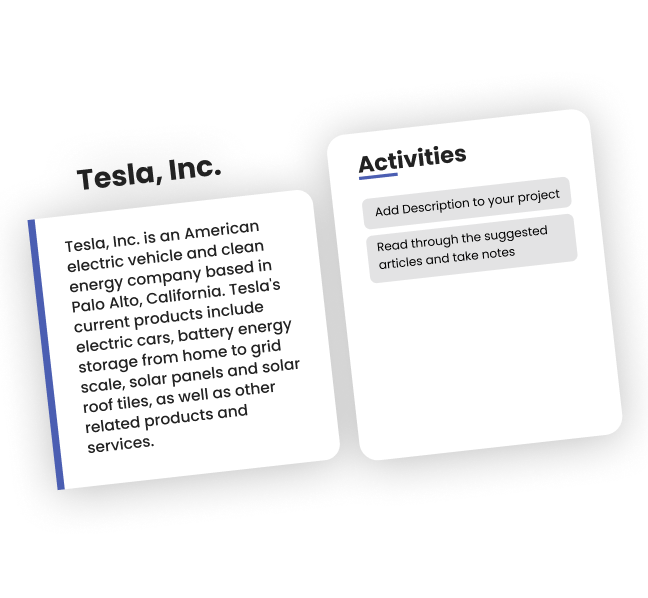 Tesla, Inc.
Tesla, Inc. is an American
electric vehicle and clean
energy company based in
Palo Alto, California. Tesla's
current products include
electric cars, battery energy
storage from home to grid
scale, solar panels and solar
roof tiles, as well as other
related products and
services.
Activities
Add Description to your project
Read through the suggested
articles and take notes